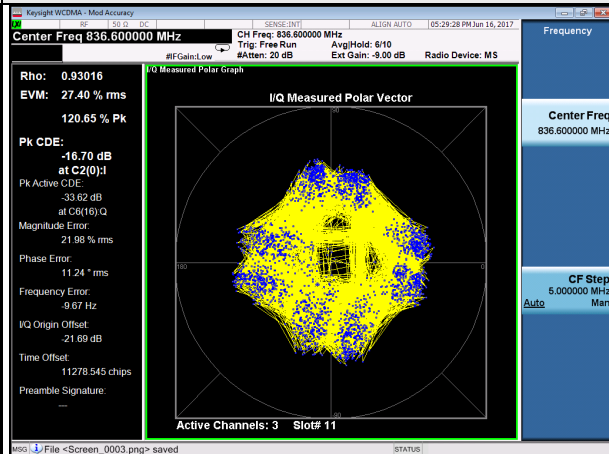 Keysight WCDMA - Mod Accuracy
RF 50 Ω DC SENSE:INT ALIGN AUTO 05:29:28 PM Jun 16, 2017
Center Freq 836.600000 MHz
CH Freq: 836.600000 MHz
Trig: Free Run Avg|Hold: 6/10
#IFGain:Low #Atten: 20 dB Ext Gain: -9.00 dB Radio Device: MS
Frequency
Rho: 0.93016
EVM: 27.40 % rms
120.65 % Pk
Pk CDE:
-16.70 dB
at C2(0):I
Pk Active CDE:
-33.62 dB
at C6(16):Q
Magnitude Error:
21.98 % rms
Phase Error:
11.24 ° rms
Frequency Error:
-9.67 Hz
I/Q Origin Offset:
-21.69 dB
Time Offset:
11278.545 chips
Preamble Signature:
---
I/Q Measured Polar Graph
I/Q Measured Polar Vector
90
180
0
-90
Active Channels: 3 Slot# 11
Center Freq
836.600000 MHz
CF Step
5.000000 MHz
Auto Man
MSG File <Screen_0003.png> saved STATUS